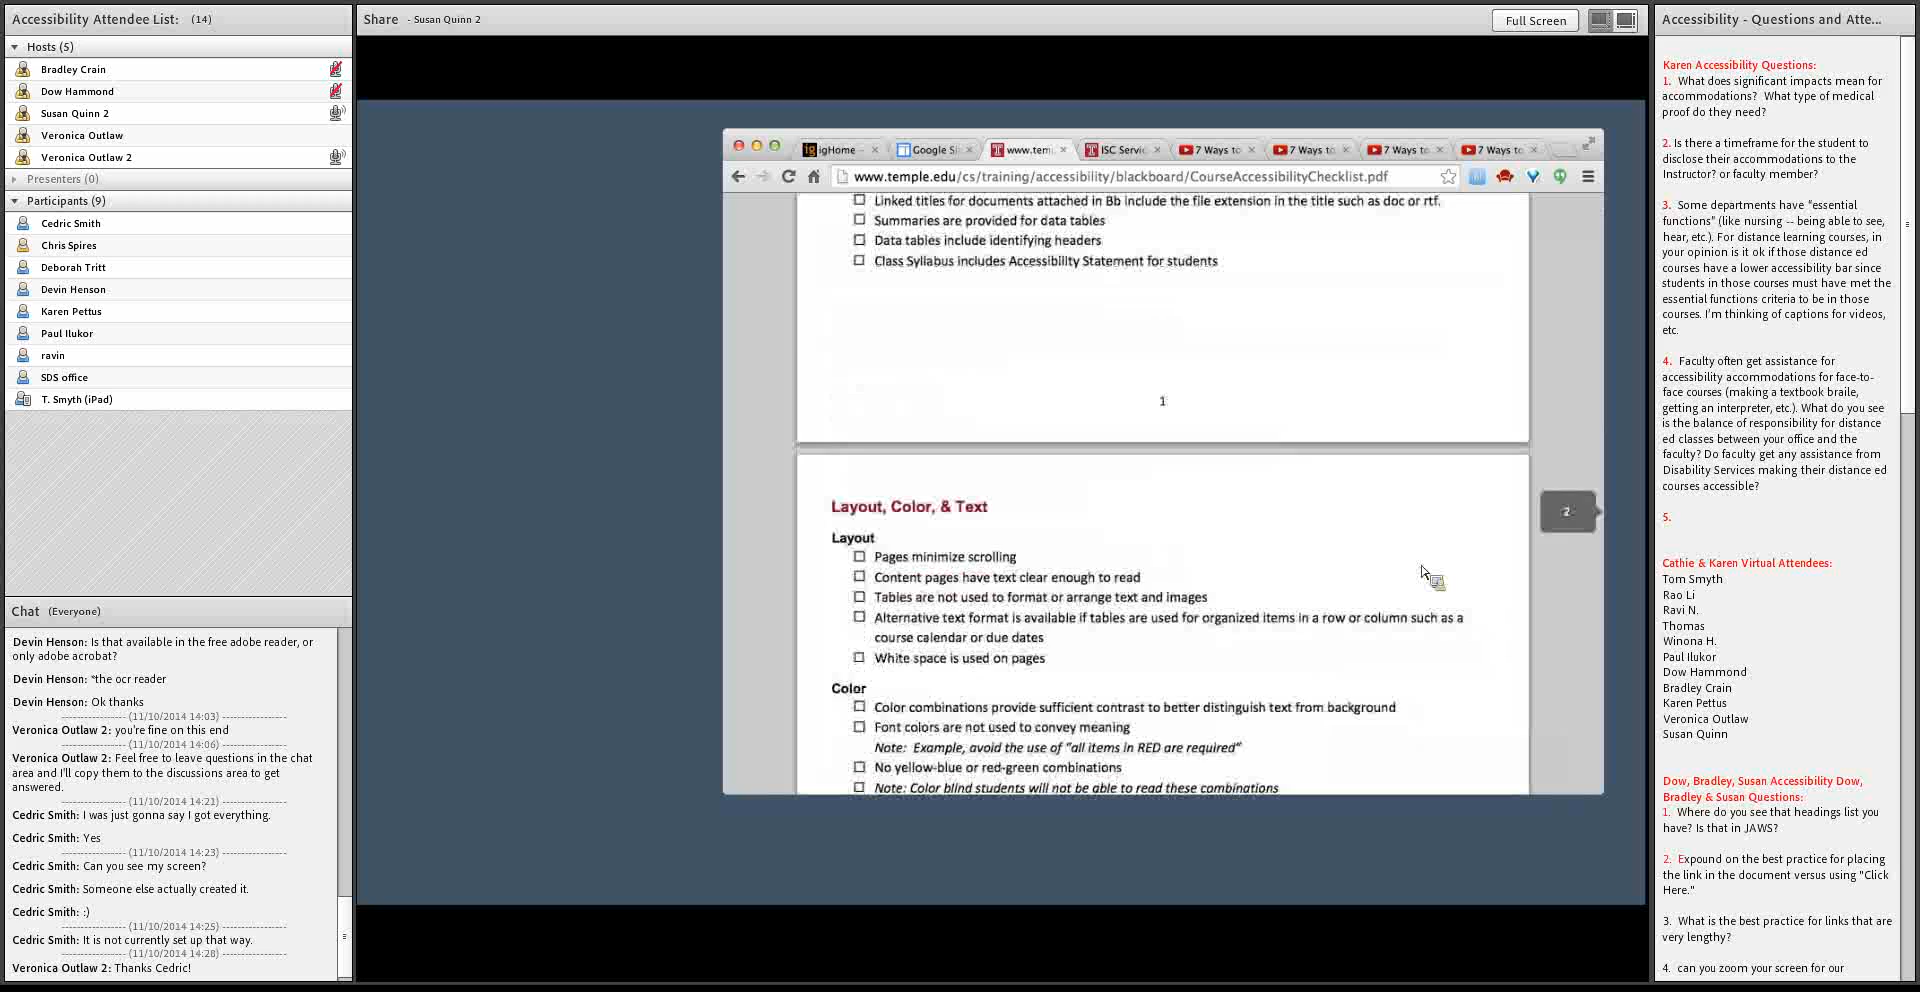 Accessibility Attendee List: (14)
Hosts (5)
Bradley Crain
Dow Hammond
Susan Quinn 2
Veronica Outlaw
Veronica Outlaw 2
Presenters (0)
Participants (9)
Cedric Smith
Chris Spires
Deborah Tritt
Devin Henson
Karen Pettus
Paul Ilukor
ravin
SDS office
T. Smyth (iPad)
Chat (Everyone)
Devin Henson: Is that available in the free adobe reader, or
only adobe acrobat?
Devin Henson: *the ocr reader
Devin Henson: Ok thanks
----------------- (11/10/2014 14:03) -----------------
Veronica Outlaw 2: you're fine on this end
----------------- (11/10/2014 14:06) -----------------
Veronica Outlaw 2: Feel free to leave questions in the chat
area and I'll copy them to the discussions area to get
answered.
----------------- (11/10/2014 14:21) -----------------
Cedric Smith: I was just gonna say I got everything.
Cedric Smith: Yes
----------------- (11/10/2014 14:23) -----------------
Cedric Smith: Can you see my screen?
Cedric Smith: Someone else actually created it.
Cedric Smith: :)
----------------- (11/10/2014 14:25) -----------------
Cedric Smith: It is not currently set up that way.
----------------- (11/10/2014 14:28) -----------------
Veronica Outlaw 2: Thanks Cedric!
Share - Susan Quinn 2
Full Screen
igHome
Google Si
www.tem
ISC Servic
7 Ways to
7 Ways to
7 Ways to
7 Ways to
www.temple.edu/cs/training/accessibility/blackboard/CourseAccessibilityChecklist.pdf
Linked titles for documents attached in Bb include the file extension in the title such as doc or rtf.
Summaries are provided for data tables
Data tables include identifying headers
Class Syllabus includes Accessibility Statement for students
1
Layout, Color, & Text
2
Layout
Pages minimize scrolling
Content pages have text clear enough to read
Tables are not used to format or arrange text and images
Alternative text format is available if tables are used for organized items in a row or column such as a
course calendar or due dates
White space is used on pages
Color
Color combinations provide sufficient contrast to better distinguish text from background
Font colors are not used to convey meaning
Note: Example, avoid the use of "all items in RED are required"
No yellow-blue or red-green combinations
Note: Color blind students will not be able to read these combinations
Accessibility - Questions and Atte...
Karen Accessibility Questions:
1. What does significant impacts mean for
accommodations? What type of medical
proof do they need?
2. Is there a timeframe for the student to
disclose their accommodations to the
Instructor? or faculty member?
3. Some departments have "essential
functions" (like nursing -- being able to see,
hear, etc.). For distance learning courses, in
your opinion is it ok if those distance ed
courses have a lower accessibility bar since
students in those courses must have met the
essential functions criteria to be in those
courses. I'm thinking of captions for videos,
etc.
4. Faculty often get assistance for
accessibility accommodations for face-to-
face courses (making a textbook braile,
getting an interpreter, etc.). What do you see
is the balance of responsibility for distance
ed classes between your office and the
faculty? Do faculty get any assistance from
Disability Services making their distance ed
courses accessible?
5.
Cathie & Karen Virtual Attendees:
Tom Smyth
Rao Li
Ravi N.
Thomas
Winona H.
Paul Ilukor
Dow Hammond
Bradley Crain
Karen Pettus
Veronica Outlaw
Susan Quinn
Dow, Bradley, Susan Accessibility Dow,
Bradley & Susan Questions:
1. Where do you see that headings list you
have? Is that in JAWS?
2. Expound on the best practice for placing
the link in the document versus using "Click
Here."
3. What is the best practice for links that are
very lengthy?
4. can you zoom your screen for our